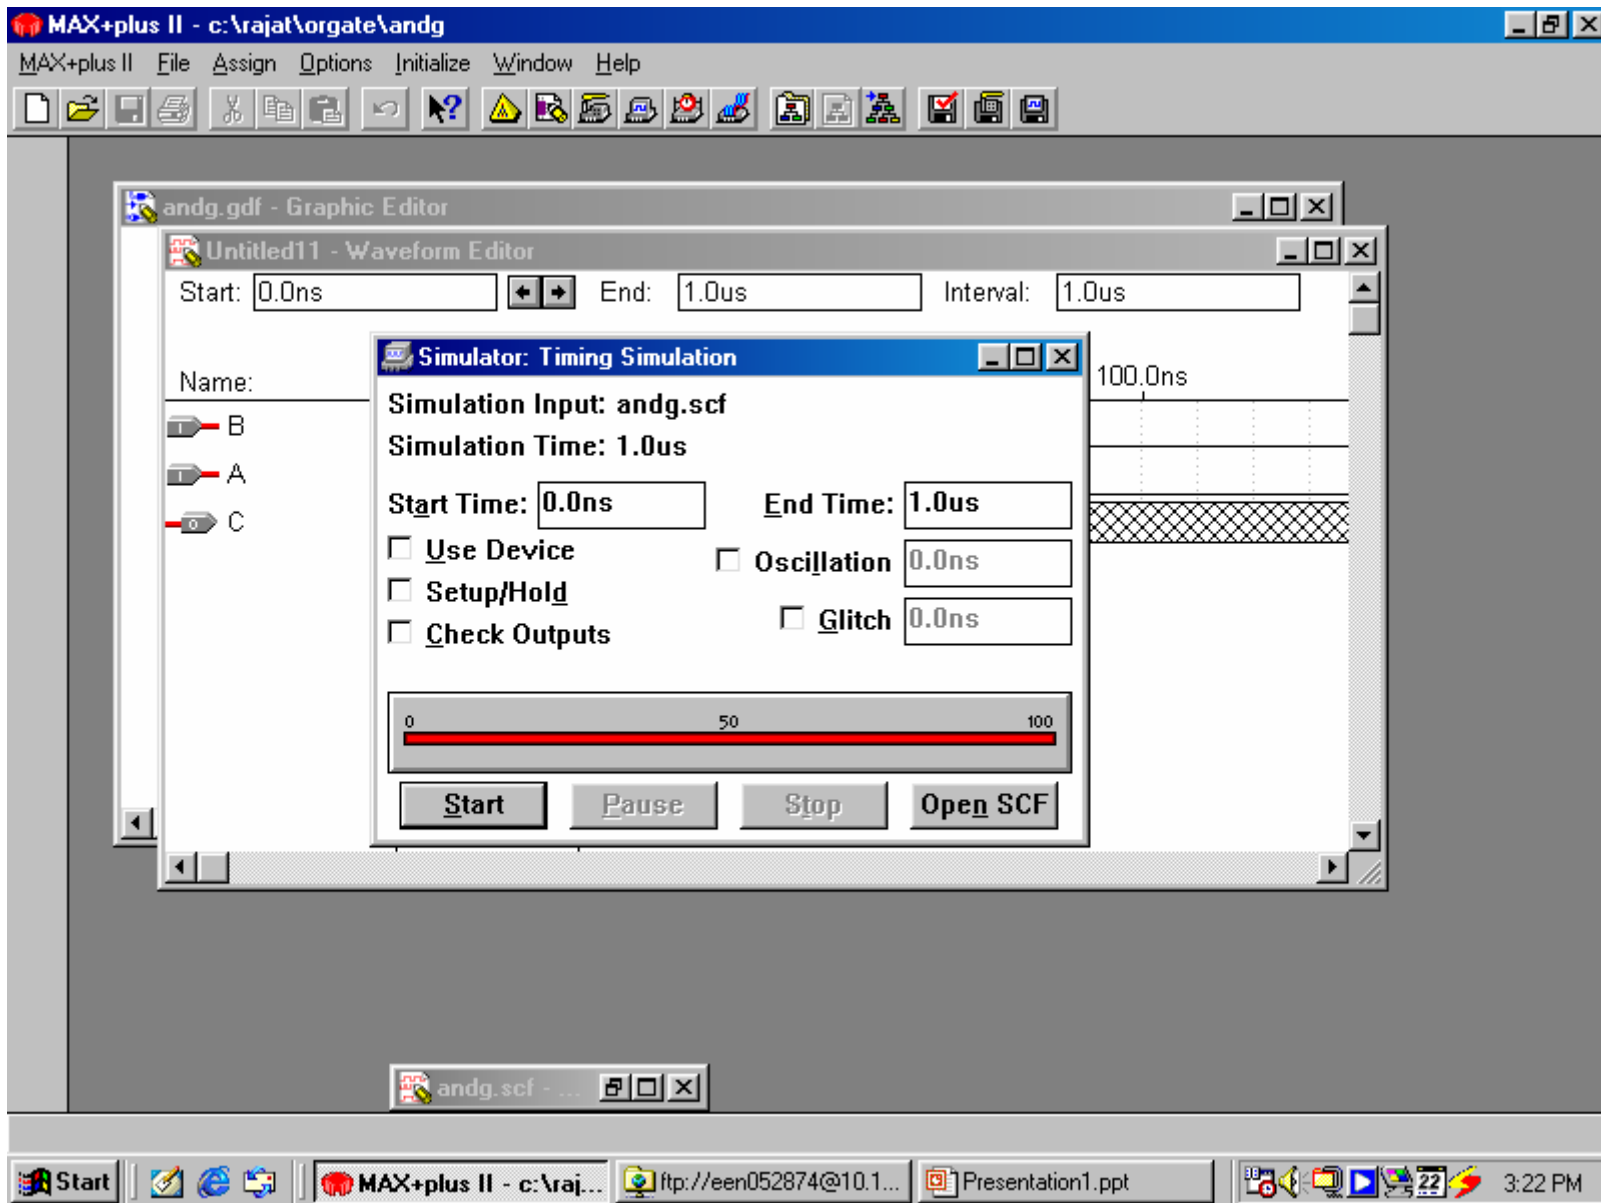 MAX+plus II - c:\rajat\orgate\andg
MAX+plus II File Assign Options Initialize Window Help
andg.gdf - Graphic Editor
Untitled11 - Waveform Editor
Start: 0.0ns End: 1.0us Interval: 1.0us
Simulator: Timing Simulation
Name: 100.0ns
Simulation Input: andg.scf
B
Simulation Time: 1.0us
A
Start Time: 0.0ns End Time: 1.0us
C
Use Device
Oscillation 0.0ns
Setup/Hold
Glitch 0.0ns
Check Outputs
0 50 100
Start Pause Stop Open SCF
andg.scf - ...
Start MAX+plus II - c:\raj... ftp://een052874@10.1... Presentation1.ppt 22 3:22 PM